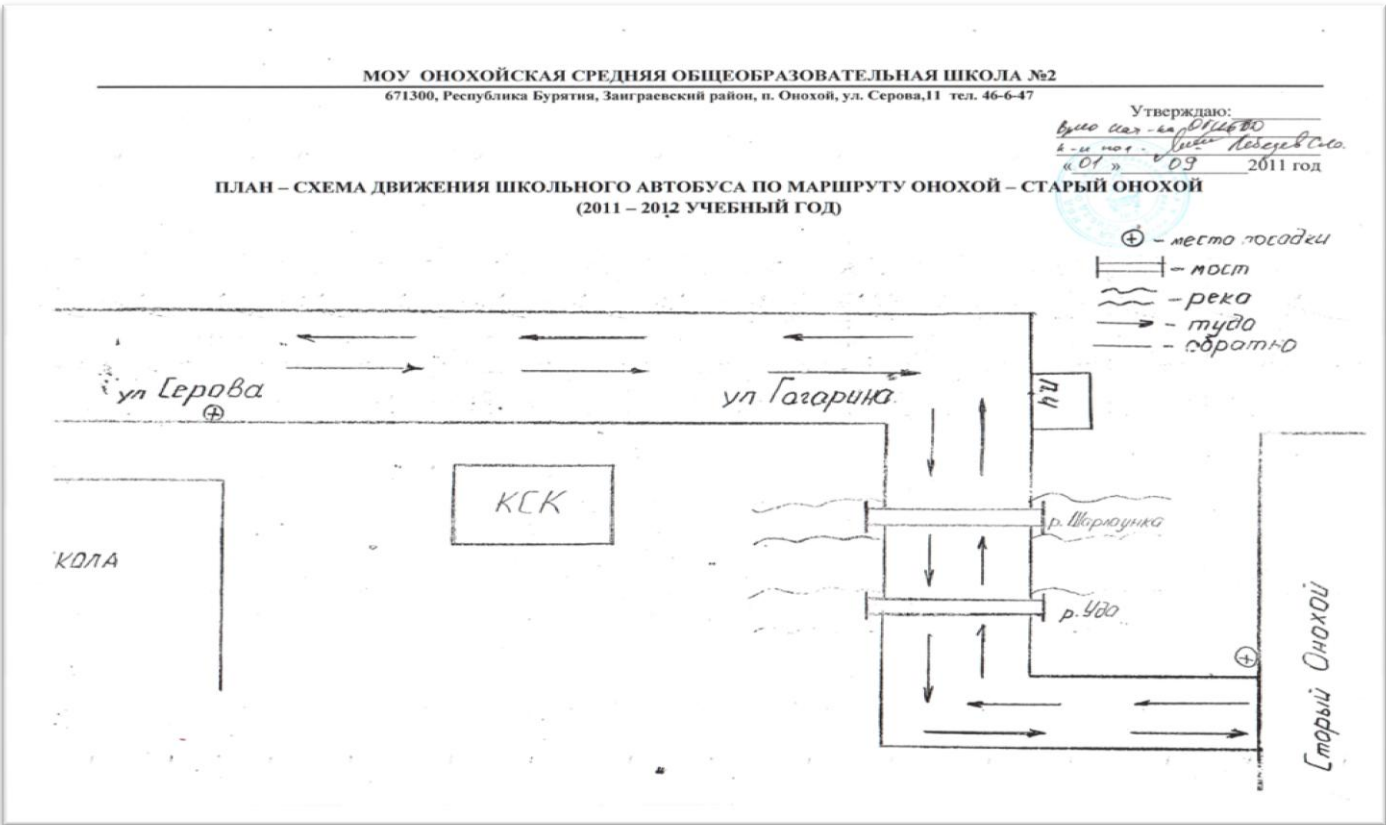 МОУ ОНОХОЙСКАЯ СРЕДНЯЯ ОБЩЕОБРАЗОВАТЕЛЬНАЯ ШКОЛА №2
671300, Республика Бурятия, Заиграевский район, п. Онохой, ул. Серова,11 тел. 46-6-47
Утверждаю:
« 01 » 09 2011 год
ПЛАН – СХЕМА ДВИЖЕНИЯ ШКОЛЬНОГО АВТОБУСА ПО МАРШРУТУ ОНОХОЙ – СТАРЫЙ ОНОХОЙ
(2011 – 2012 УЧЕБНЫЙ ГОД)
– место посадки
– мост
– река
– туда
– обратно
ул Серова
ул Гагарина
П.Ч
КСК
р. Шарлаунка
КОЛА
р. Уда
Старый Онохой